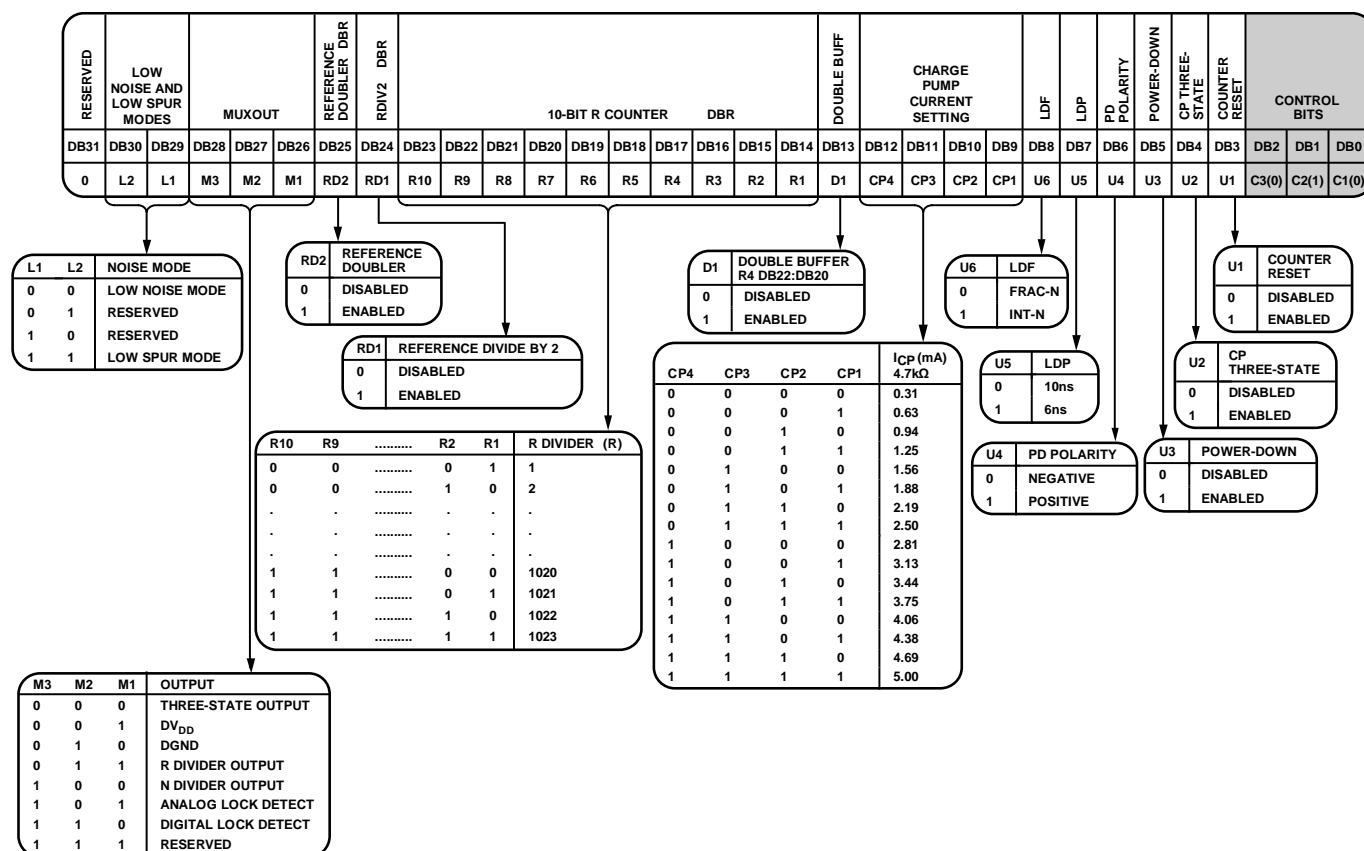 RESERVED
LOW NOISE AND LOW SPUR MODES
MUXOUT
REFERENCE DOUBLER DBR
RDIV2 DBR
10-BIT R COUNTER DBR
DOUBLE BUFF
CHARGE PUMP CURRENT SETTING
LDF
LDP
PD POLARITY
POWER-DOWN
CP THREE-STATE
COUNTER RESET
CONTROL BITS
DB31 DB30 DB29 DB28 DB27 DB26 DB25 DB24 DB23 DB22 DB21 DB20 DB19 DB18 DB17 DB16 DB15 DB14 DB13 DB12 DB11 DB10 DB9 DB8 DB7 DB6 DB5 DB4 DB3 DB2 DB1 DB0
0 L2 L1 M3 M2 M1 RD2 RD1 R10 R9 R8 R7 R6 R5 R4 R3 R2 R1 D1 CP4 CP3 CP2 CP1 U6 U5 U4 U3 U2 U1 C3(0) C2(1) C1(0)
L1 L2 NOISE MODE
0 0 LOW NOISE MODE
0 1 RESERVED
1 0 RESERVED
1 1 LOW SPUR MODE
RD2 REFERENCE DOUBLER
0 DISABLED
1 ENABLED
RD1 REFERENCE DIVIDE BY 2
0 DISABLED
1 ENABLED
R10 R9 .......... R2 R1 R DIVIDER (R)
0 0 .......... 0 1 1
0 0 .......... 1 0 2
. . .......... . . .
. . .......... . . .
. . .......... . . .
1 1 .......... 0 0 1020
1 1 .......... 0 1 1021
1 1 .......... 1 0 1022
1 1 .......... 1 1 1023
D1 DOUBLE BUFFER R4 DB22:DB20
0 DISABLED
1 ENABLED
ICP (mA)
CP4 CP3 CP2 CP1 4.7kΩ
0 0 0 0 0.31
0 0 0 1 0.63
0 0 1 0 0.94
0 0 1 1 1.25
0 1 0 0 1.56
0 1 0 1 1.88
0 1 1 0 2.19
0 1 1 1 2.50
1 0 0 0 2.81
1 0 0 1 3.13
1 0 1 0 3.44
1 0 1 1 3.75
1 1 0 0 4.06
1 1 0 1 4.38
1 1 1 0 4.69
1 1 1 1 5.00
U6 LDF
0 FRAC-N
1 INT-N
U5 LDP
0 10ns
1 6ns
U4 PD POLARITY
0 NEGATIVE
1 POSITIVE
U1 COUNTER RESET
0 DISABLED
1 ENABLED
U2 CP THREE-STATE
0 DISABLED
1 ENABLED
U3 POWER-DOWN
0 DISABLED
1 ENABLED
M3 M2 M1 OUTPUT
0 0 0 THREE-STATE OUTPUT
0 0 1 DVDD
0 1 0 DGND
0 1 1 R DIVIDER OUTPUT
1 0 0 N DIVIDER OUTPUT
1 0 1 ANALOG LOCK DETECT
1 1 0 DIGITAL LOCK DETECT
1 1 1 RESERVED